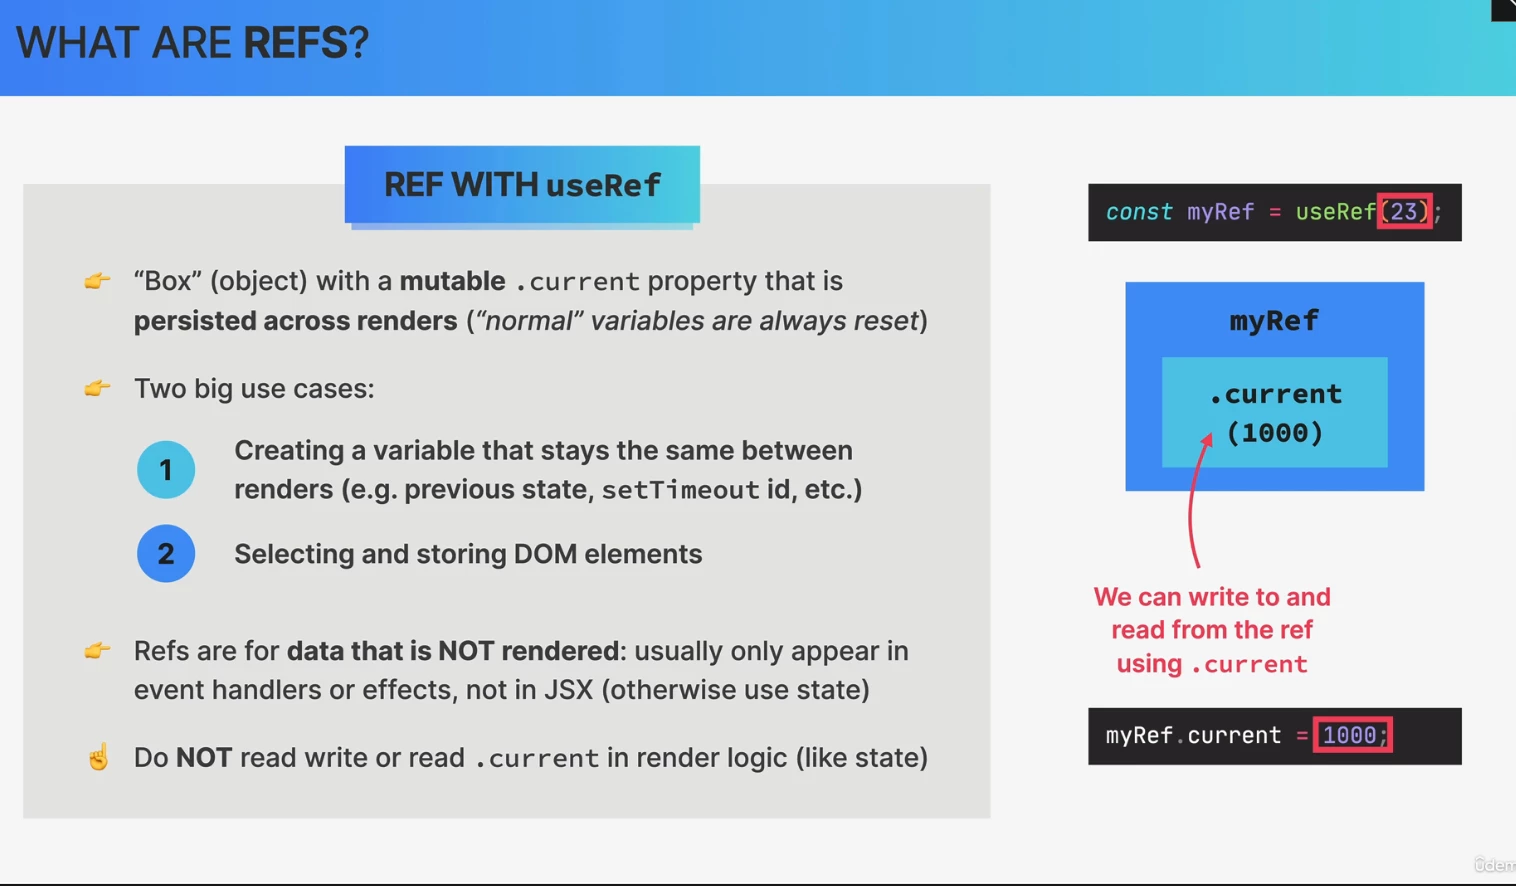 WHAT ARE REFS?
REF WITH useRef
“Box” (object) with a mutable .current property that is
persisted across renders (“normal” variables are always reset)
Two big use cases:
1
Creating a variable that stays the same between
renders (e.g. previous state, setTimeout id, etc.)
2
Selecting and storing DOM elements
Refs are for data that is NOT rendered: usually only appear in
event handlers or effects, not in JSX (otherwise use state)
Do NOT read write or read .current in render logic (like state)
const myRef = useRef(23);
myRef
.current
(1000)
We can write to and
read from the ref
using .current
myRef.current = 1000;